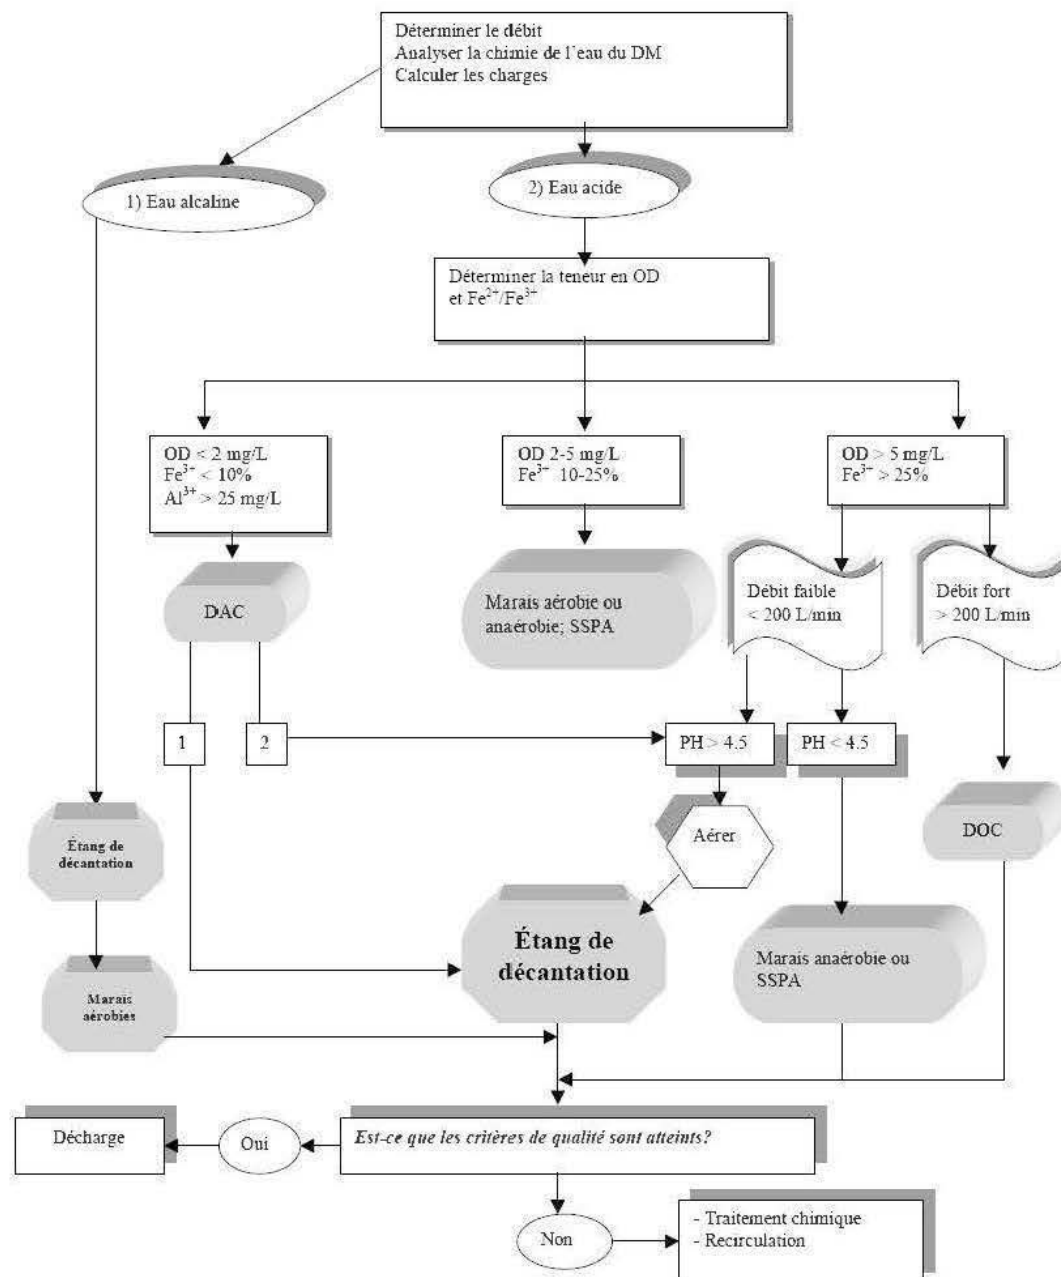 Déterminer le débit
Analyser la chimie de l'eau du DM
Calculer les charges
1) Eau alcaline
2) Eau acide
Déterminer la teneur en OD
et Fe²⁺/Fe³⁺
OD < 2 mg/L
Fe³⁺ < 10%
Al³⁺ > 25 mg/L
OD 2-5 mg/L
Fe³⁺ 10-25%
OD > 5 mg/L
Fe³⁺ > 25%
DAC
Marais aérobie ou
anaérobie; SSPA
Débit faible
< 200 L/min
Débit fort
> 200 L/min
1
2
PH > 4.5
PH < 4.5
Étang de
décantation
Aérer
DOC
Étang de
décantation
Marais anaérobie ou
SSPA
Marais
aérobies
Est-ce que les critères de qualité sont atteints?
Oui
Décharge
Non
- Traitement chimique
- Recirculation